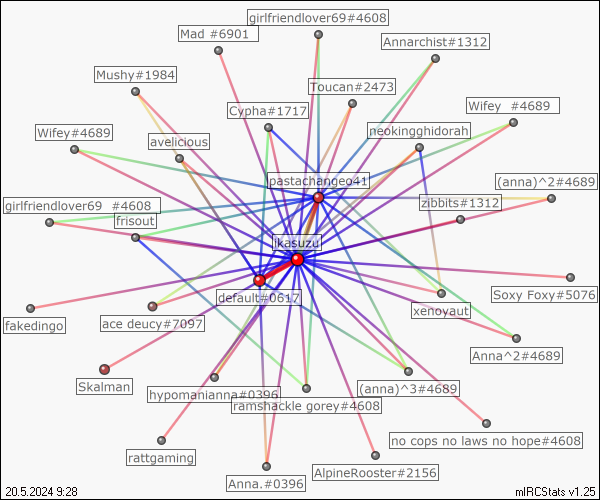 girlfriendlover69#4608
Mad #6901
Annarchist#1312
Mushy#1984
Toucan#2473
Cypha#1717
Wifey #4689
Wifey#4689
avelicious
neokingghidorah
pastachangeo41
(anna)^2#4689
zibbits#1312
girlfriendlover69 #4608
frisout
ikasuzu
default#0617
Soxy Foxy#5076
xenoyaut
fakedingo
ace deucy#7097
Anna^2#4689
Skalman
hypomanianna#0396
(anna)^3#4689
ramshackle gorey#4608
no cops no laws no hope#4608
rattgaming
Anna.#0396
AlpineRooster#2156
20.5.2024 9:28
mIRCStats v1.25